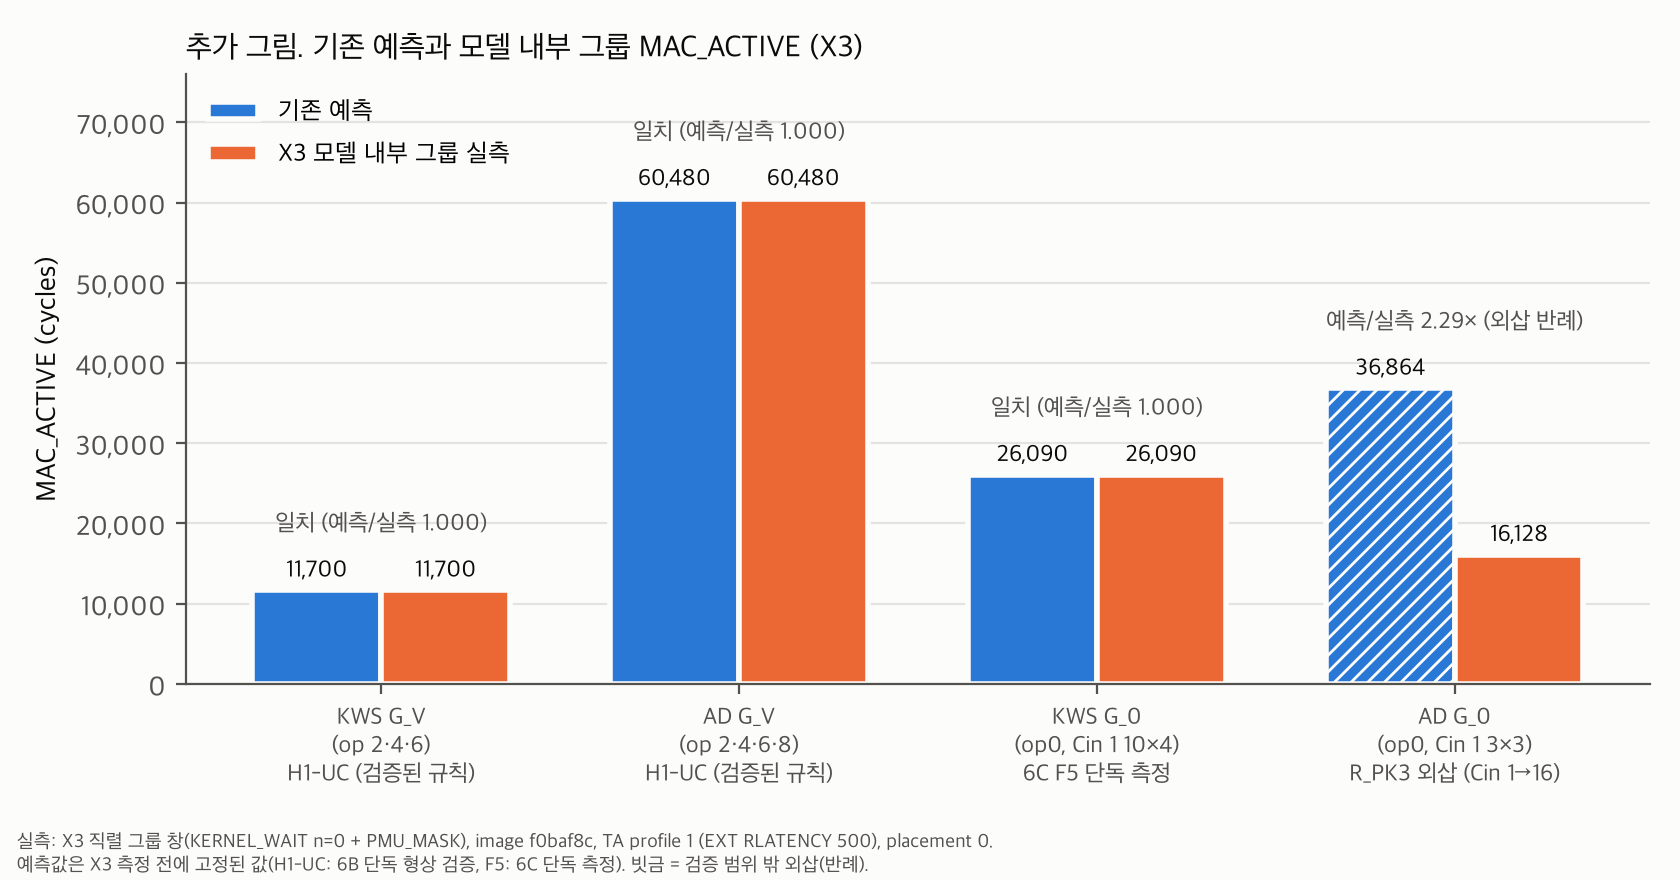 추가 그림. 기존 예측과 모델 내부 그룹 MAC_ACTIVE (X3)
기존 예측
X3 모델 내부 그룹 실측
MAC_ACTIVE (cycles)
70,000
60,000
50,000
40,000
30,000
20,000
10,000
0
일치 (예측/실측 1.000)
11,700
11,700
일치 (예측/실측 1.000)
60,480
60,480
일치 (예측/실측 1.000)
26,090
26,090
예측/실측 2.29× (외삽 반례)
36,864
16,128
KWS G_V
(op 2·4·6)
H1-UC (검증된 규칙)
AD G_V
(op 2·4·6·8)
H1-UC (검증된 규칙)
KWS G_0
(op0, Cin 1 10×4)
6C F5 단독 측정
AD G_0
(op0, Cin 1 3×3)
R_PK3 외삽 (Cin 1→16)
실측: X3 직렬 그룹 창(KERNEL_WAIT n=0 + PMU_MASK), image f0baf8c, TA profile 1 (EXT RLATENCY 500), placement 0.
예측값은 X3 측정 전에 고정된 값(H1-UC: 6B 단독 형상 검증, F5: 6C 단독 측정). 빗금 = 검증 범위 밖 외삽(반례).